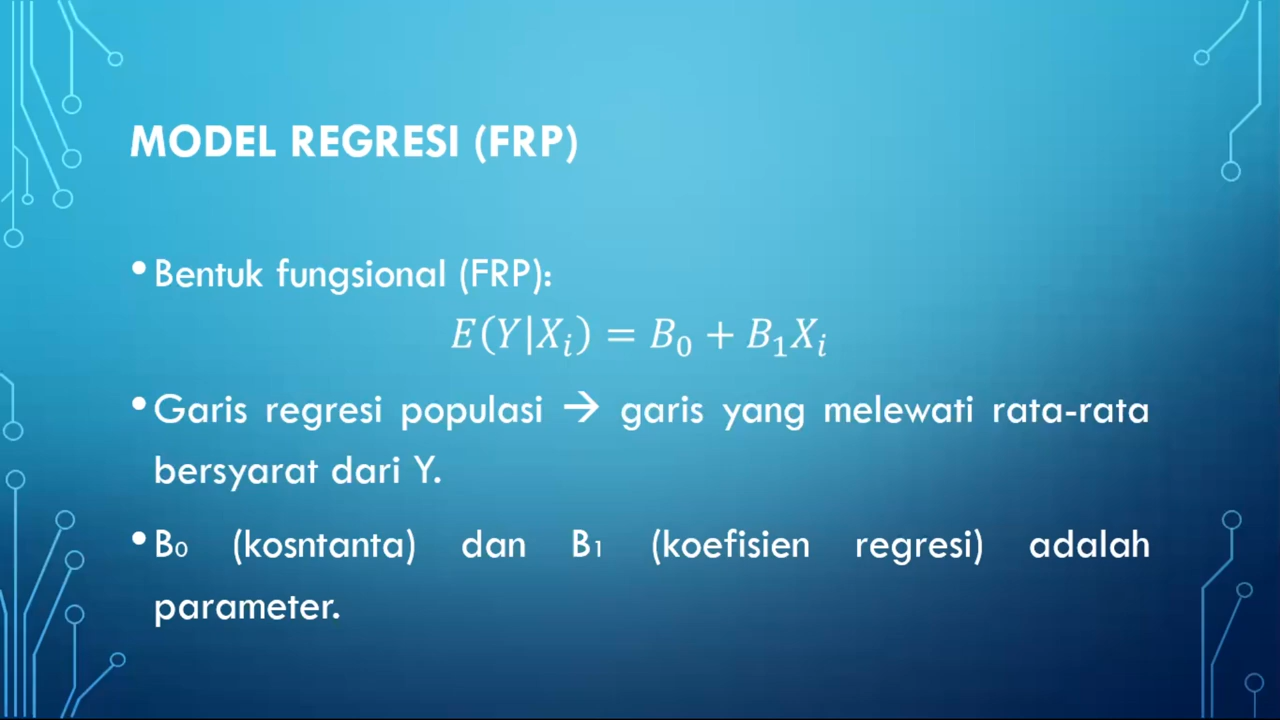 MODEL REGRESI (FRP)
• Bentuk fungsional (FRP):
E(Y|Xᵢ) = B₀ + B₁Xᵢ
• Garis regresi populasi → garis yang melewati rata-rata
bersyarat dari Y.
• B₀ (kosntanta) dan B₁ (koefisien regresi) adalah
parameter.